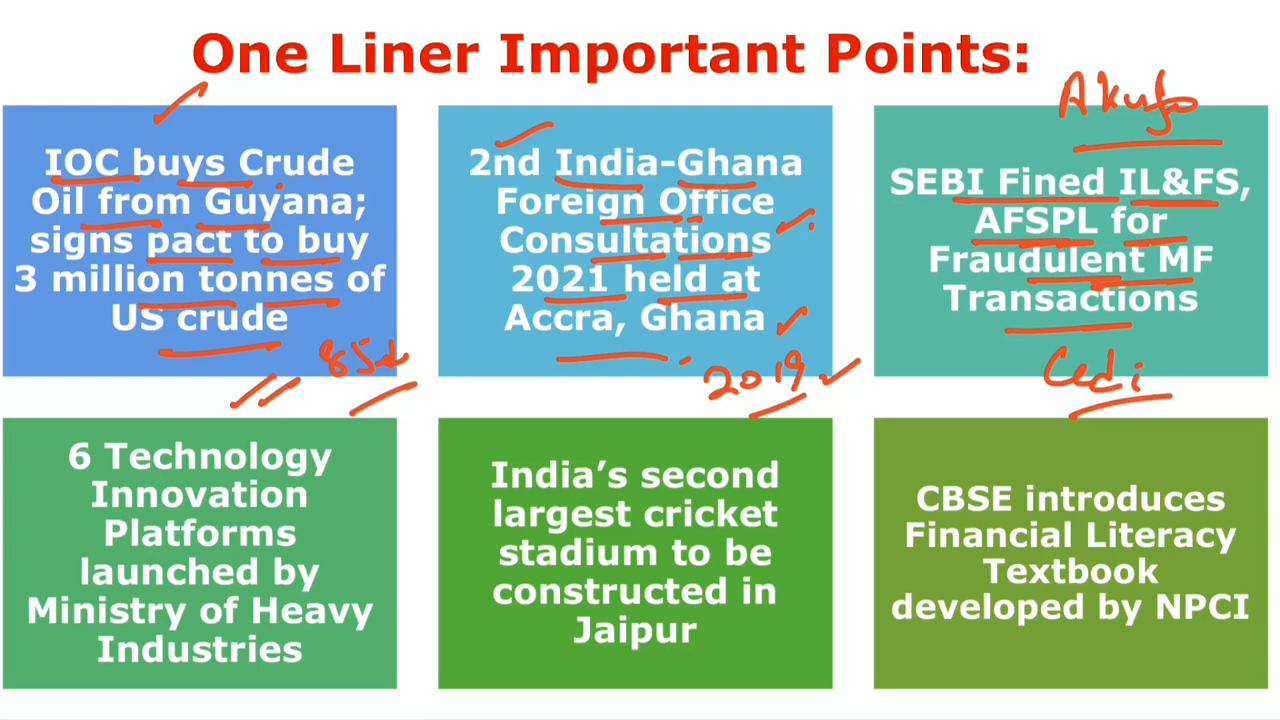 One Liner Important Points:
IOC buys Crude
Oil from Guyana;
signs pact to buy
3 million tonnes of
US crude
2nd India-Ghana
Foreign Office
Consultations
2021 held at
Accra, Ghana
2019
Akufo
SEBI Fined IL&FS,
AFSPL for
Fraudulent MF
Transactions
Cedi
6 Technology
Innovation
Platforms
launched by
Ministry of Heavy
Industries
India’s second
largest cricket
stadium to be
constructed in
Jaipur
CBSE introduces
Financial Literacy
Textbook
developed by NPCI